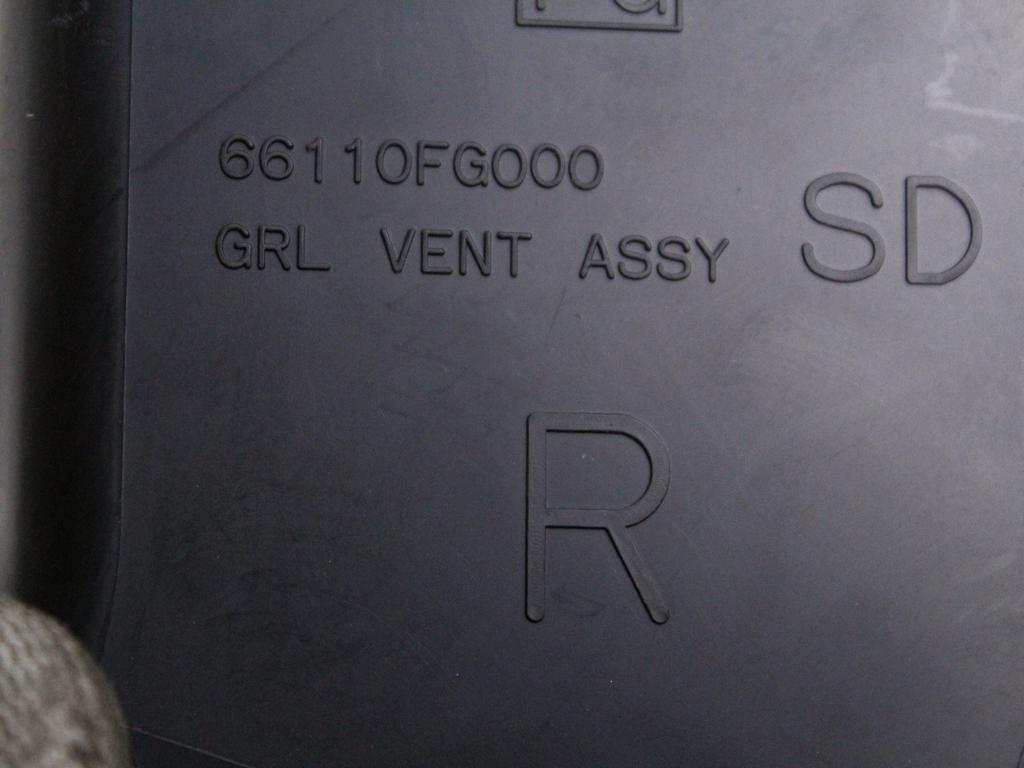 66110FG000
GRL VENT ASSY SD
R